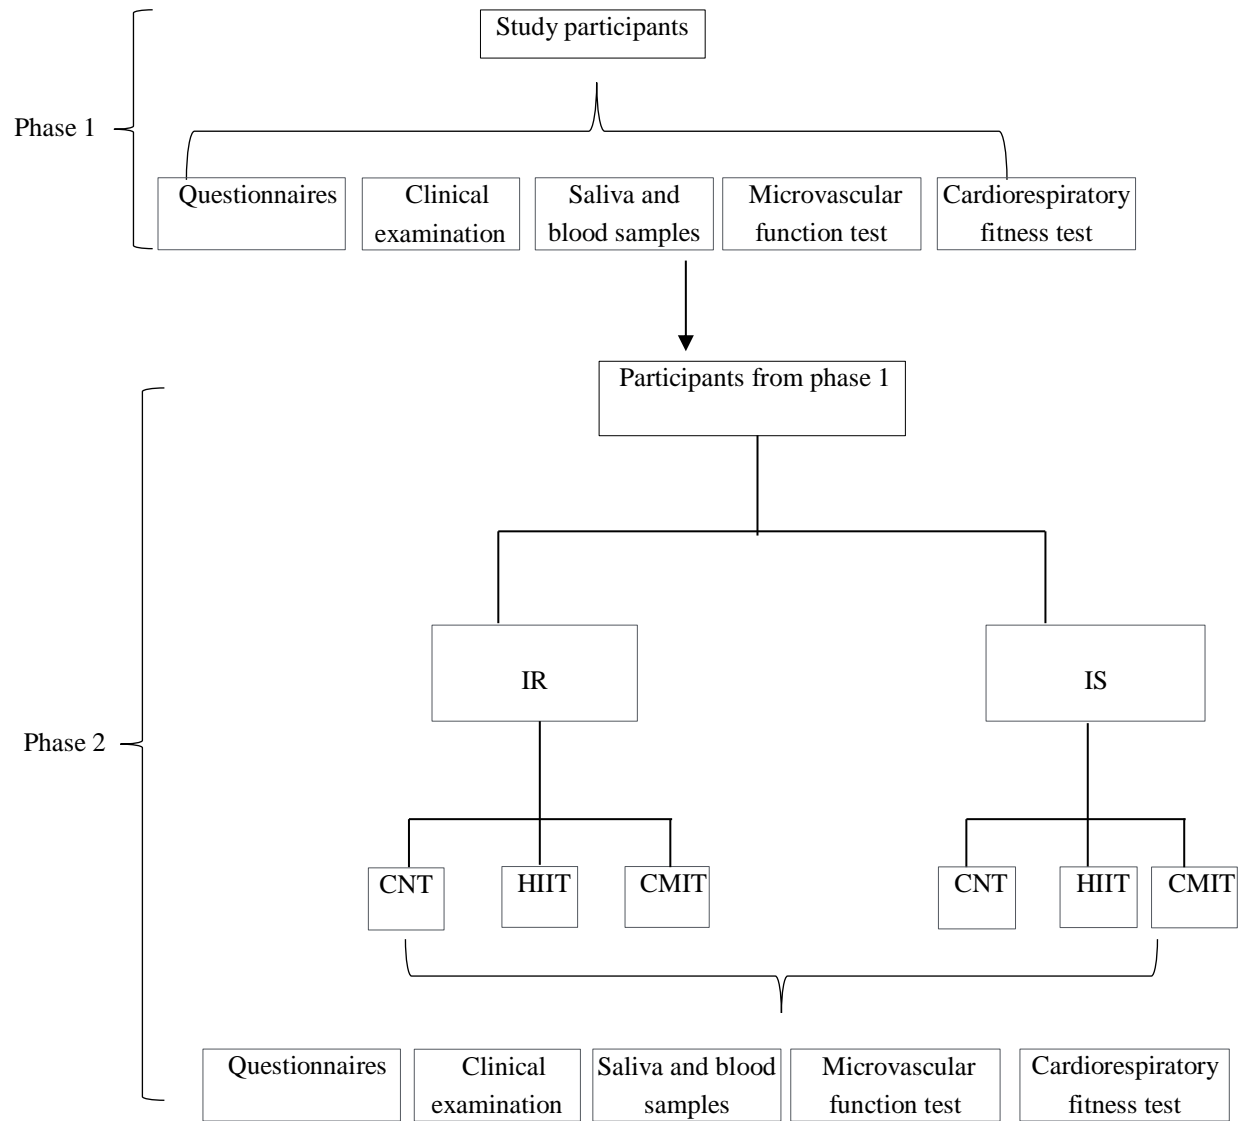 Study participants
Phase 1
Questionnaires
Clinical
examination
Saliva and
blood samples
Microvascular
function test
Cardiorespiratory
fitness test
Participants from phase 1
IR
IS
Phase 2
CNT
HIIT
CMIT
CNT
HIIT
CMIT
Questionnaires
Clinical
examination
Saliva and blood
samples
Microvascular
function test
Cardiorespiratory
fitness test